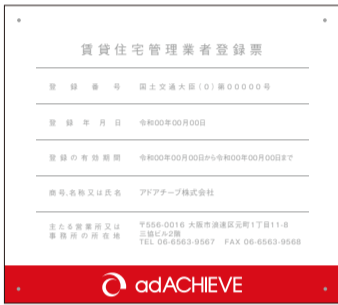 賃貸住宅管理業者登録票
登録番号 国土交通大臣(0)第00000号
登録年月日 令和00年00月00日
登録の有効期間 令和00年00月00日から令和00年00月00日まで
商号、名称又は氏名 アドアチーブ株式会社
主たる営業所又は 〒556-0016 大阪市浪速区元町1丁目11-8
事務所の所在地 三協ビル2階
TEL 06-6563-9567 FAX 06-6563-9568
adACHIEVE